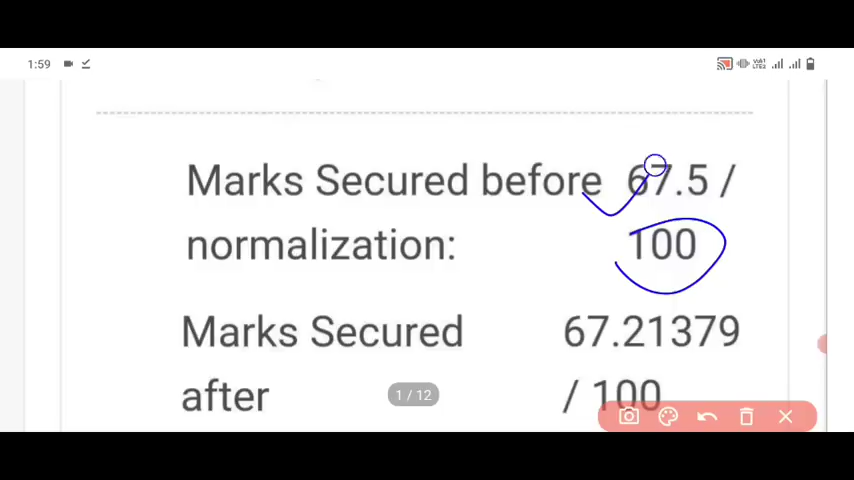 1:59
Marks Secured before 67.5 /
normalization: 100
Marks Secured 67.21379
after / 100
1 / 12